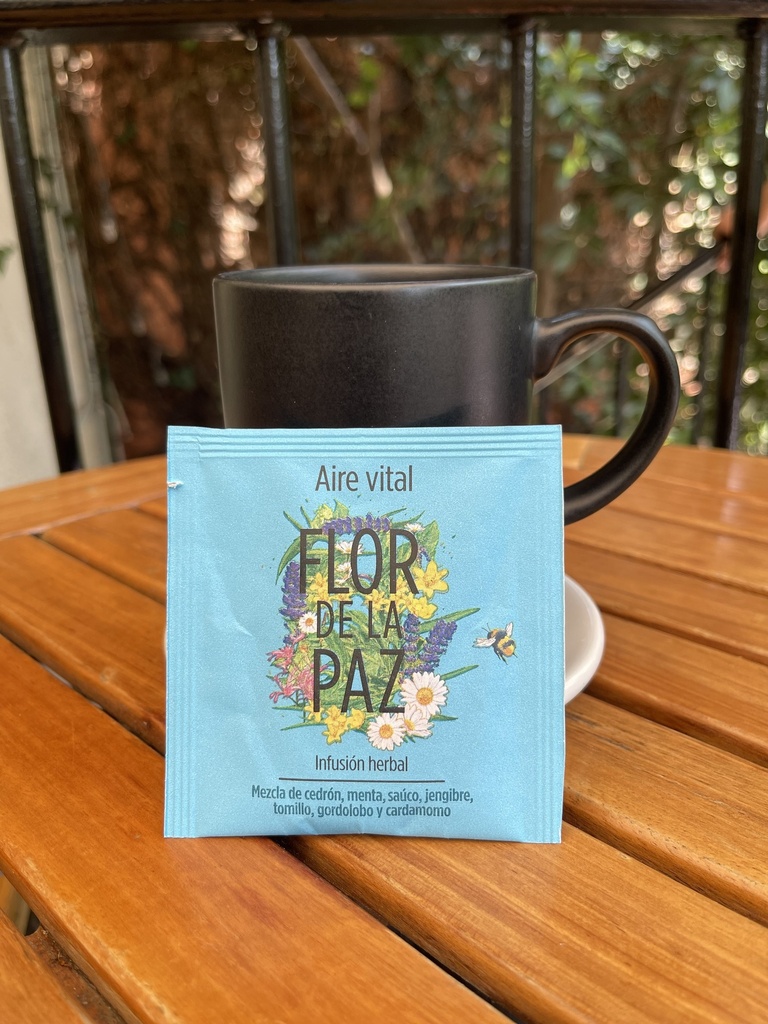 Aire vital
FLOR
DE LA
PAZ
Infusión herbal
Mezcla de cedrón, menta, saúco, jengibre,
tomillo, gordolobo y cardamomo